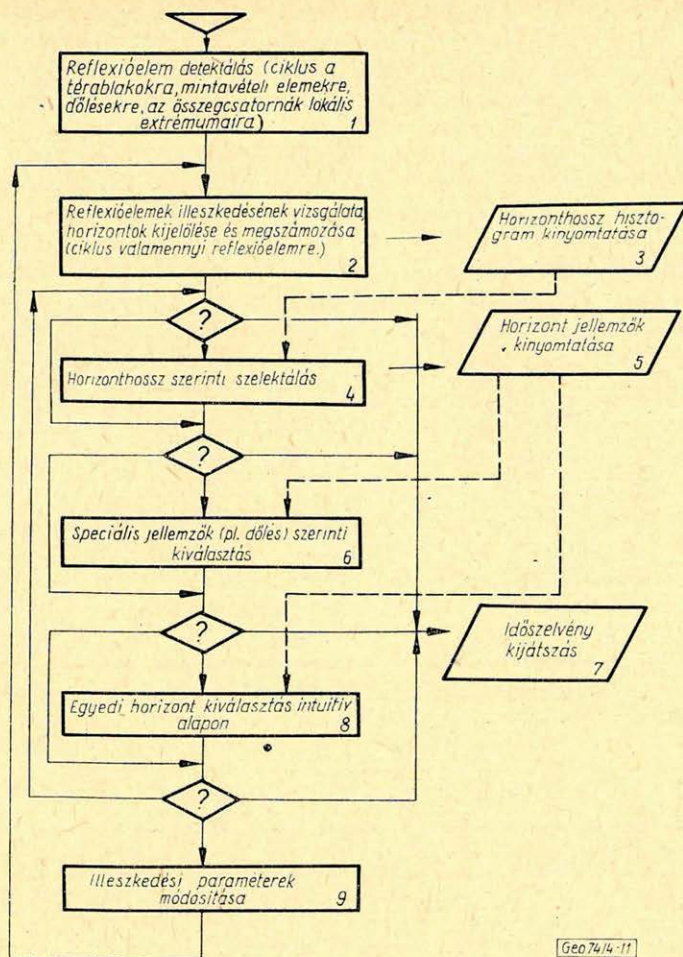 Reflexióelem detektálás (ciklus a
térablakokra, mintavételi elemekre,
dőlésekre, az összegcsatornák lokális
extrémumaira)
1
Reflexióelemek illeszkedésének vizsgálata,
horizontok kijelölése és megszámozása
(ciklus valamennyi reflexióelemre.)
2
Horizonthossz hiszto-
gram kinyomtatása
3
?
Horizonthossz szerinti szelektálás
4
Horizont jellemzők
kinyomtatása
5
?
Speciális jellemzők (pl. dőlés) szerinti
kiválasztás
6
?
Időszelvény
kijátszás
7
Egyedi horizont kiválasztás intuitív
alapon
8
?
Illeszkedési paraméterek
módosítása
9
Geo 74/4-11